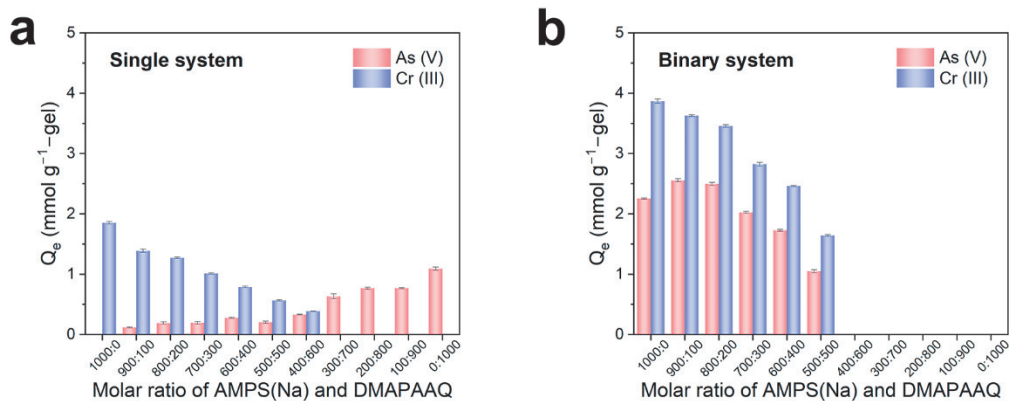 a
Single system
As (V)
Cr (III)
Qe (mmol g⁻¹−gel)
5
4
3
2
1
0
1000:0
900:100
800:200
700:300
600:400
500:500
400:600
300:700
200:800
100:900
0:1000
Molar ratio of AMPS(Na) and DMAPAAQ
b
Binary system
As (V)
Cr (III)
Qe (mmol g⁻¹−gel)
5
4
3
2
1
0
1000:0
900:100
800:200
700:300
600:400
500:500
400:600
300:700
200:800
100:900
0:1000
Molar ratio of AMPS(Na) and DMAPAAQ